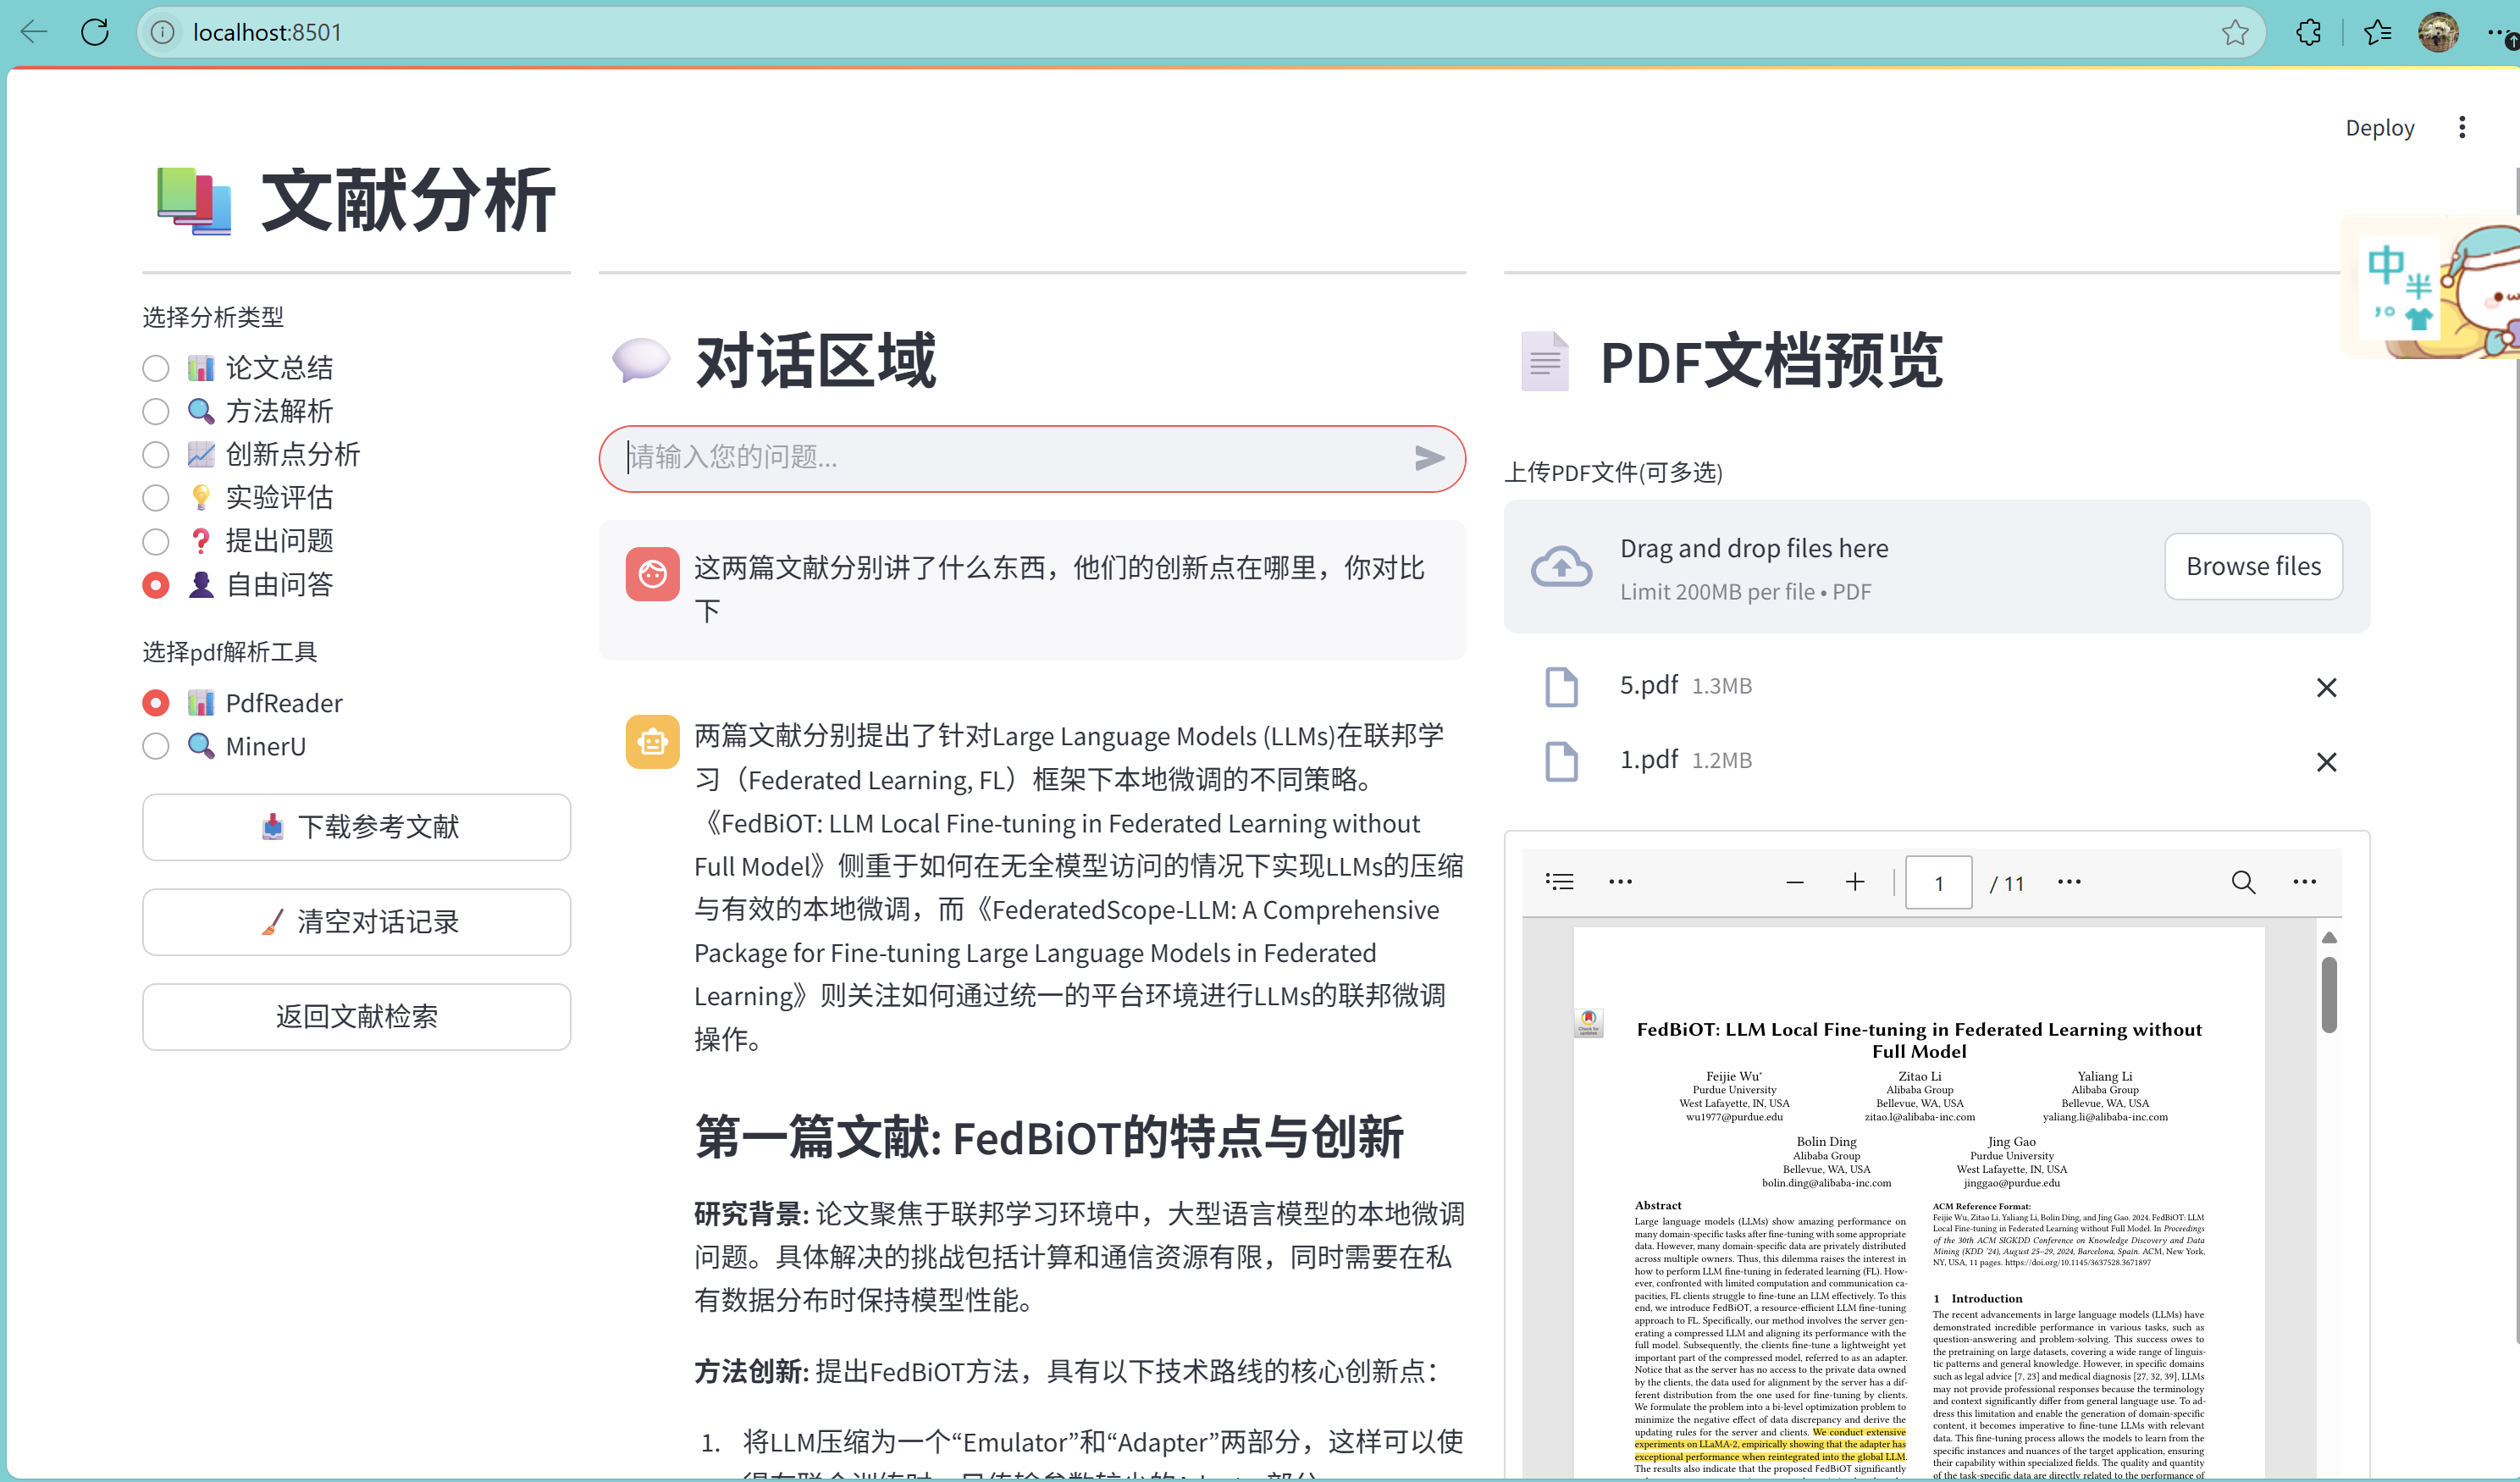 localhost:8501
Deploy
文献分析
选择分析类型
论文总结
方法解析
创新点分析
实验评估
提出问题
自由问答
选择pdf解析工具
PdfReader
MinerU
下载参考文献
清空对话记录
返回文献检索
对话区域
请输入您的问题...
这两篇文献分别讲了什么东西，他们的创新点在哪里，你对比
下
两篇文献分别提出了针对Large Language Models (LLMs)在联邦学
习（Federated Learning, FL）框架下本地微调的不同策略。
《FedBiOT: LLM Local Fine-tuning in Federated Learning without
Full Model》侧重于如何在无全模型访问的情况下实现LLMs的压缩
与有效的本地微调，而《FederatedScope-LLM: A Comprehensive
Package for Fine-tuning Large Language Models in Federated
Learning》则关注如何通过统一的平台环境进行LLMs的联邦微调
操作。
第一篇文献: FedBiOT的特点与创新
研究背景: 论文聚焦于联邦学习环境中，大型语言模型的本地微调
问题。具体解决的挑战包括计算和通信资源有限，同时需要在私
有数据分布时保持模型性能。
方法创新: 提出FedBiOT方法，具有以下技术路线的核心创新点：
1. 将LLM压缩为一个“Emulator”和“Adapter”两部分，这样可以使
PDF文档预览
上传PDF文件(可多选)
Drag and drop files here
Limit 200MB per file • PDF
Browse files
5.pdf 1.3MB
1.pdf 1.2MB
1 / 11
中
半
Check for
updates
FedBiOT: LLM Local Fine-tuning in Federated Learning without
Full Model
Feijie Wu*
Purdue University
West Lafayette, IN, USA
wu1977@purdue.edu
Zitao Li
Alibaba Group
Bellevue, WA, USA
zitao.l@alibaba-inc.com
Yaliang Li
Alibaba Group
Bellevue, WA, USA
yaliang.li@alibaba-inc.com
Bolin Ding
Alibaba Group
Bellevue, WA, USA
bolin.ding@alibaba-inc.com
Jing Gao
Purdue University
West Lafayette, IN, USA
jinggao@purdue.edu
Abstract
Large language models (LLMs) show amazing performance on
many domain-specific tasks after fine-tuning with some appropriate
data. However, many domain-specific data are privately distributed
across multiple owners. Thus, this dilemma raises the interest in
how to perform LLM fine-tuning in federated learning (FL). How-
ever, confronted with limited computation and communication ca-
pacities, FL clients struggle to fine-tune an LLM effectively. To this
end, we introduce FedBiOT, a resource-efficient LLM fine-tuning
approach to FL. Specifically, our method involves the server gen-
erating a compressed LLM and aligning its performance with the
full model. Subsequently, the clients fine-tune a lightweight yet
important part of the compressed model, referred to as an adapter.
Notice that as the server has no access to the private data owned
by the clients, the data used for alignment by the server has a dif-
ferent distribution from the one used for fine-tuning by clients.
We formulate the problem into a bi-level optimization problem to
minimize the negative effect of data discrepancy and derive the
updating rules for the server and clients. We conduct extensive
experiments on LLaMA-2, empirically showing that the adapter has
exceptional performance when reintegrated into the global LLM.
The results also indicate that the proposed FedBiOT significantly
ACM Reference Format:
Feijie Wu, Zitao Li, Yaliang Li, Bolin Ding, and Jing Gao. 2024. FedBiOT: LLM
Local Fine-tuning in Federated Learning without Full Model. In Proceedings
of the 30th ACM SIGKDD Conference on Knowledge Discovery and Data
Mining (KDD '24), August 25–29, 2024, Barcelona, Spain. ACM, New York,
NY, USA, 11 pages. https://doi.org/10.1145/3637528.3671897
1 Introduction
The recent advancements in large language models (LLMs) have
demonstrated incredible performance in various tasks, such as
question-answering and problem-solving. This success owes to
the pretraining on large datasets, covering a wide range of linguis-
tic patterns and general knowledge. However, in specific domains
such as legal advice [7, 23] and medical diagnosis [27, 32, 39], LLMs
may not provide professional responses because the terminology
and context significantly differ from general language use. To ad-
dress this limitation and enable the generation of domain-specific
content, it becomes imperative to fine-tune LLMs with relevant
data. This fine-tuning process allows the models to learn from the
specific instances and nuances of the target application, ensuring
their capability within specialized fields. The quality and quantity
of the task-specific data are directly related to the performance of